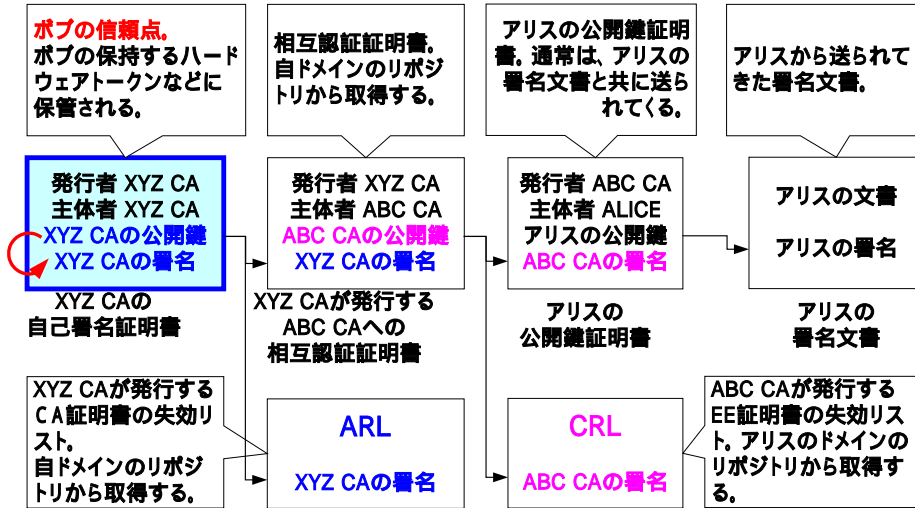 ボブの信頼点。
ボブの保持するハード
ウェアトークンなどに
保管される。
相互認証証明書。
自ドメインのリポジ
トリから取得する。
アリスの公開鍵証明
書。通常は、アリスの
署名文書と共に送ら
れてくる。
アリスから送られて
きた署名文書。
発行者 XYZ CA
主体者 XYZ CA
XYZ CAの公開鍵
XYZ CAの署名
発行者 XYZ CA
主体者 ABC CA
ABC CAの公開鍵
XYZ CAの署名
発行者 ABC CA
主体者 ALICE
アリスの公開鍵
ABC CAの署名
アリスの文書
アリスの署名
XYZ CAの
自己署名証明書
XYZ CAが発行する
ABC CAへの
相互認証証明書
アリスの
公開鍵証明書
アリスの
署名文書
XYZ CAが発行する
CA証明書の失効リ
スト。
自ドメインのリポジ
トリから取得する。
ARL
XYZ CAの署名
CRL
ABC CAの署名
ABC CAが発行する
EE証明書の失効リス
ト。アリスのドメインの
リポジトリから取得す
る。